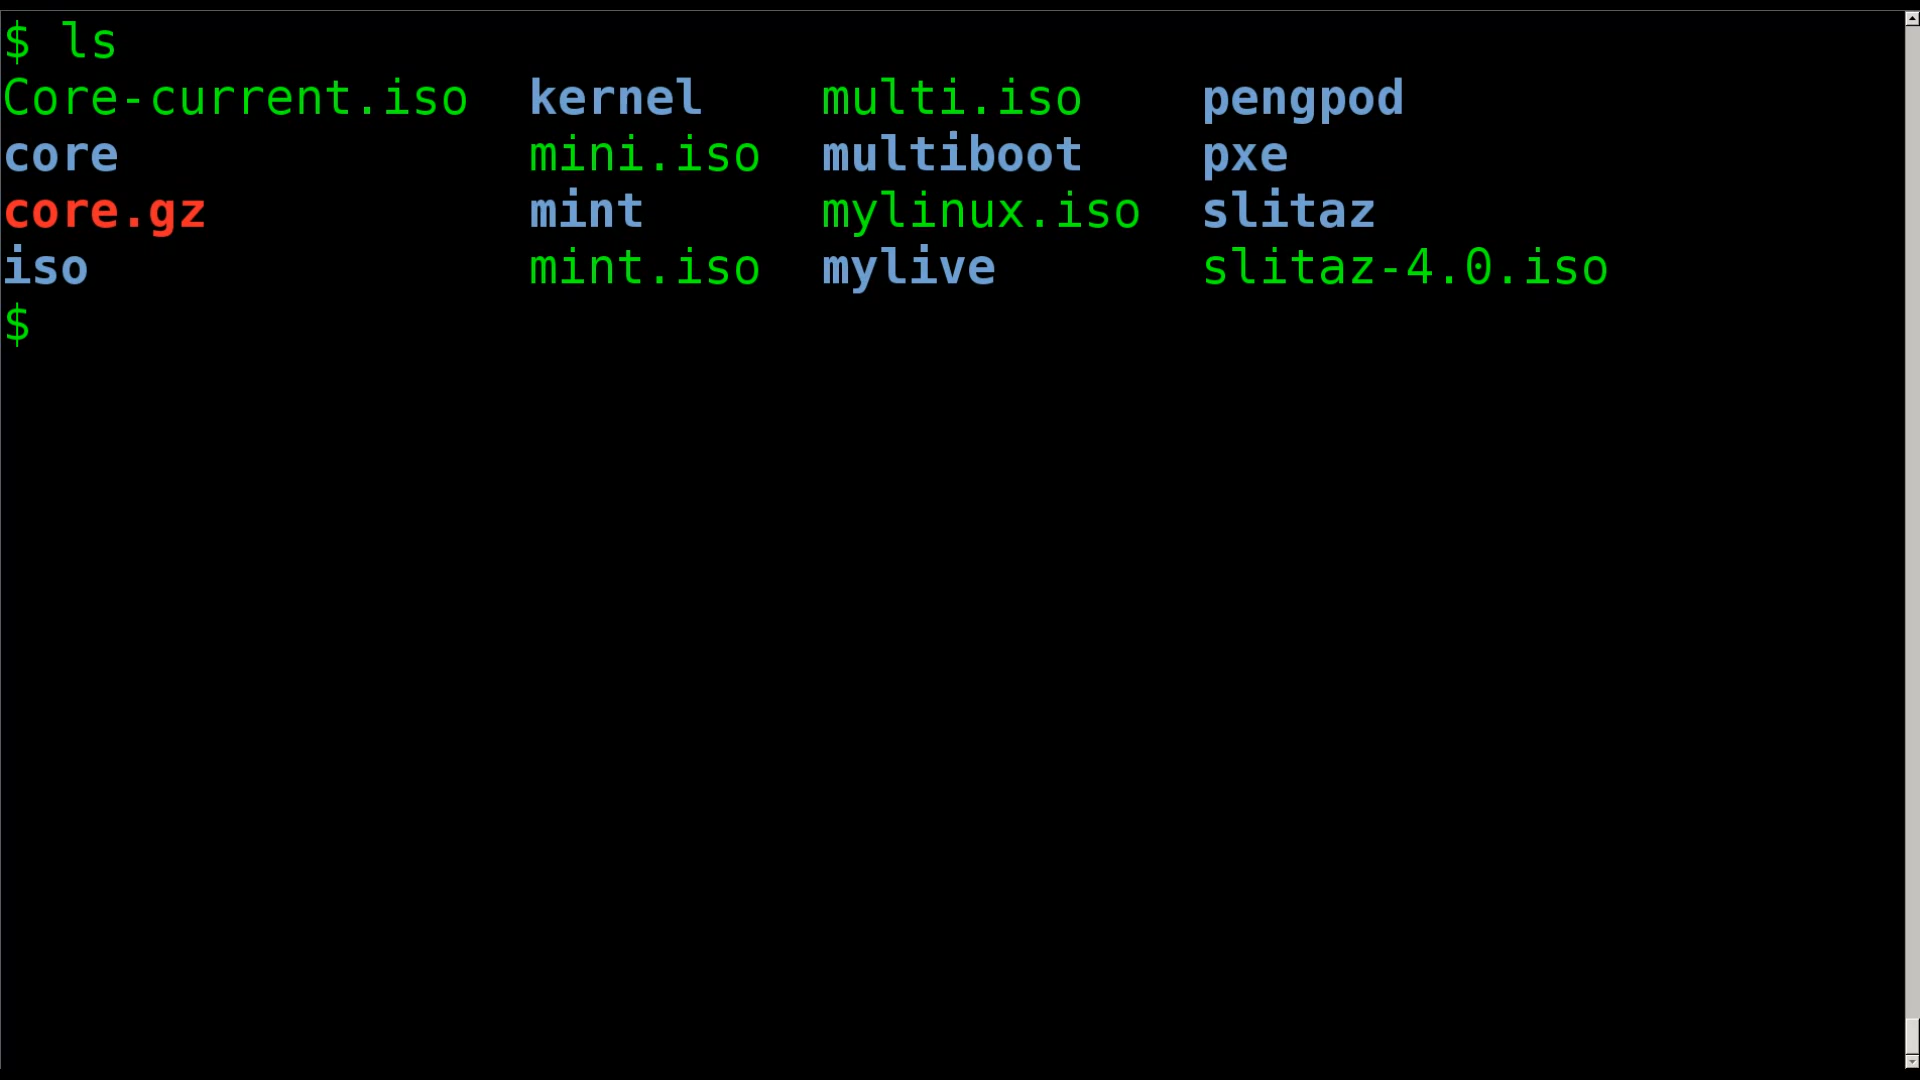 $ ls
Core-current.iso  kernel    multi.iso    pengpod
core              mini.iso  multiboot    pxe
core.gz           mint      mylinux.iso  slitaz
iso               mint.iso  mylive       slitaz-4.0.iso
$